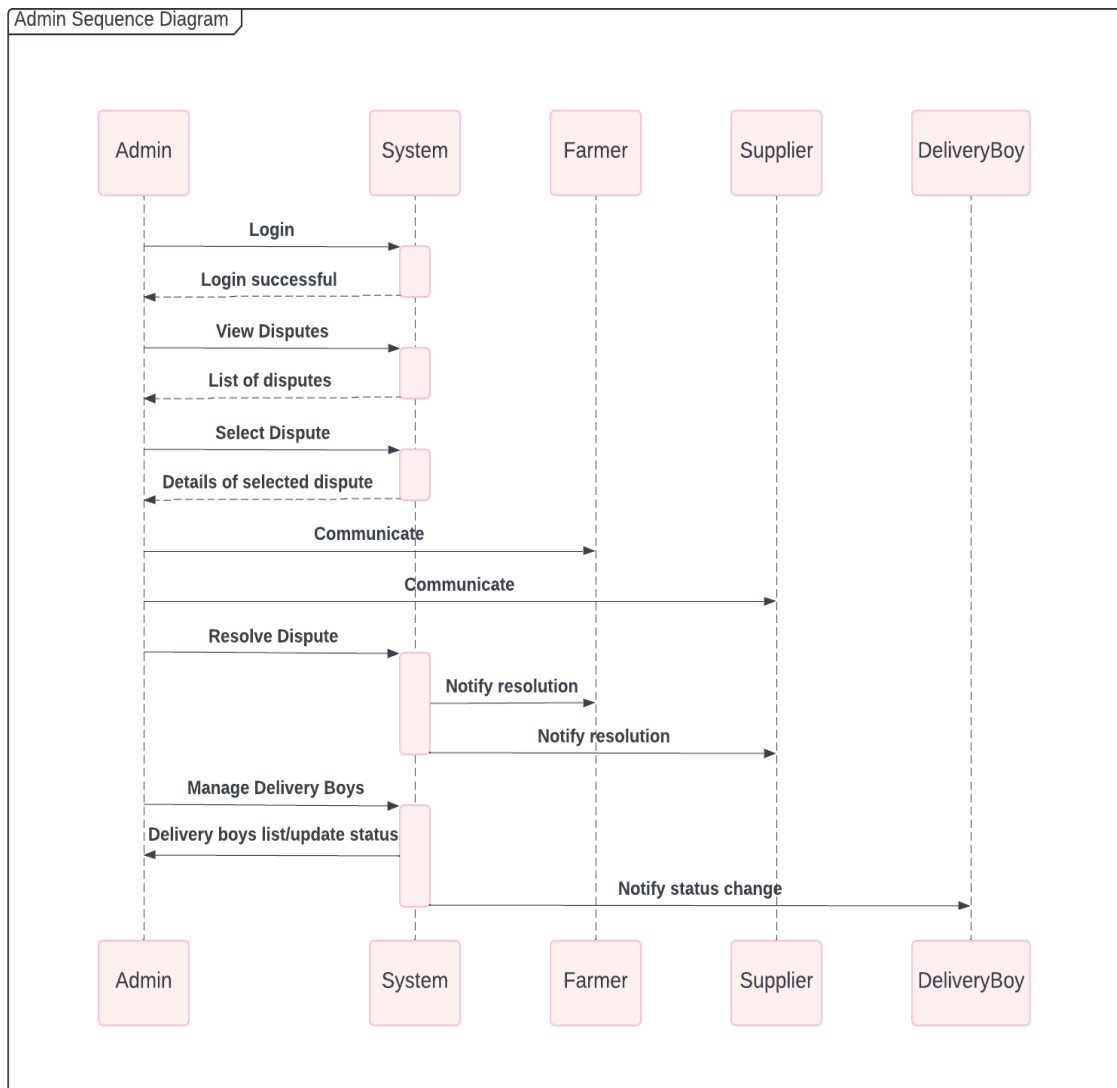 Admin Sequence Diagram
Admin
System
Farmer
Supplier
DeliveryBoy
Login
Login successful
View Disputes
List of disputes
Select Dispute
Details of selected dispute
Communicate
Communicate
Resolve Dispute
Notify resolution
Notify resolution
Manage Delivery Boys
Delivery boys list/update status
Notify status change
Admin
System
Farmer
Supplier
DeliveryBoy